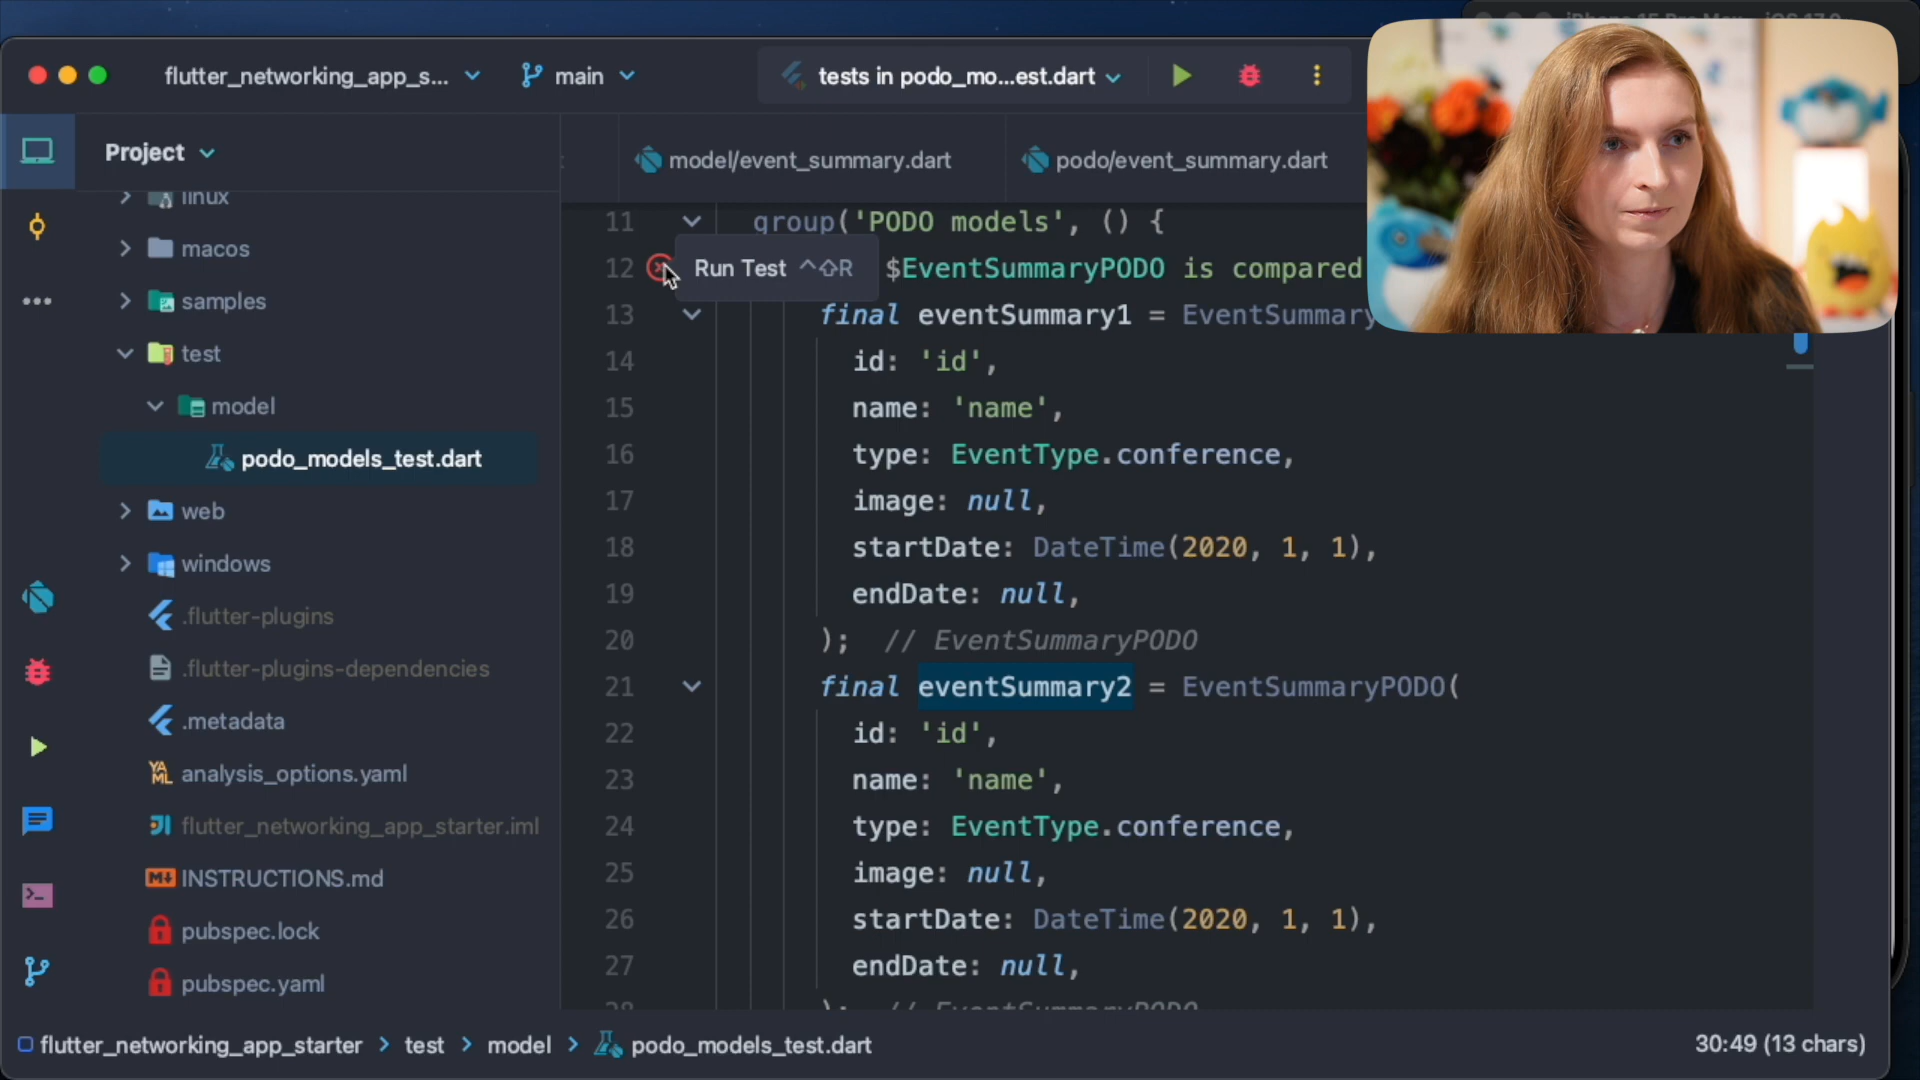 flutter_networking_app_s...
main
tests in podo_mo...est.dart
Project
model/event_summary.dart
podo/event_summary.dart
linux
macos
samples
test
model
podo_models_test.dart
web
windows
.flutter-plugins
.flutter-plugins-dependencies
.metadata
analysis_options.yaml
flutter_networking_app_starter.iml
INSTRUCTIONS.md
pubspec.lock
pubspec.yaml
11 group('PODO models', () {
12 Run Test ^⇧R $EventSummaryPODO is compared
13 final eventSummary1 = EventSummary
14 id: 'id',
15 name: 'name',
16 type: EventType.conference,
17 image: null,
18 startDate: DateTime(2020, 1, 1),
19 endDate: null,
20 ); // EventSummaryPODO
21 final eventSummary2 = EventSummaryPODO(
22 id: 'id',
23 name: 'name',
24 type: EventType.conference,
25 image: null,
26 startDate: DateTime(2020, 1, 1),
27 endDate: null,
28 ); // EventSummaryPODO
flutter_networking_app_starter > test > model > podo_models_test.dart
30:49 (13 chars)